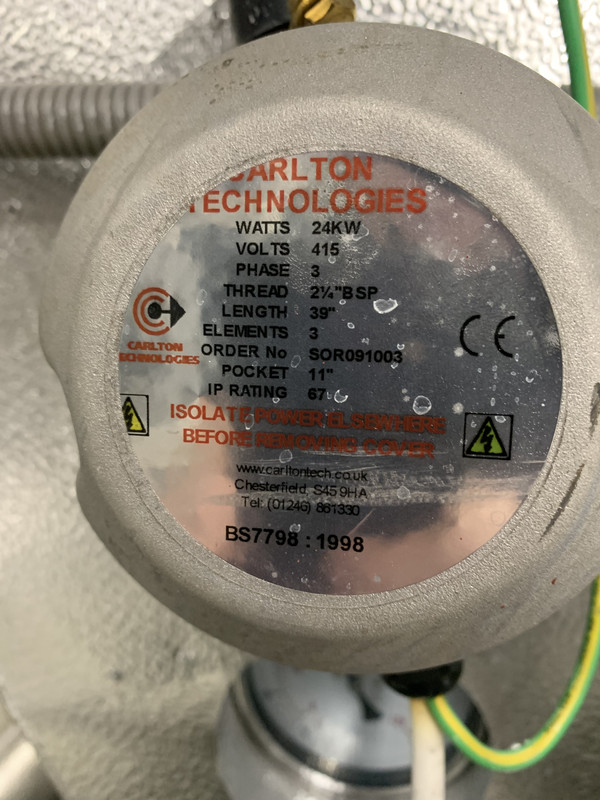 CARLTON
TECHNOLOGIES
WATTS 24KW
VOLTS 415
PHASE 3
THREAD 2¼"BSP
LENGTH 39"
ELEMENTS 3
ORDER No SOR091003
POCKET 11"
IP RATING 67
CARLTON
TECHNOLOGIES
CE
ISOLATE POWER ELSEWHERE
BEFORE REMOVING COVER
www.carltontech.co.uk
Chesterfield, S45 9HA
Tel: (01246) 861330
BS7798 : 1998